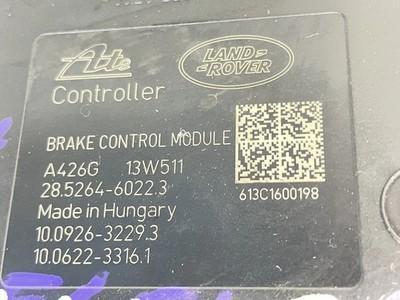 Ate
LAND-
-ROVER
Controller
BRAKE CONTROL MODULE
A426G 13W511
28.5264-6022.3
613C1600198
Made in Hungary
10.0926-3229.3
10.0622-3316.1